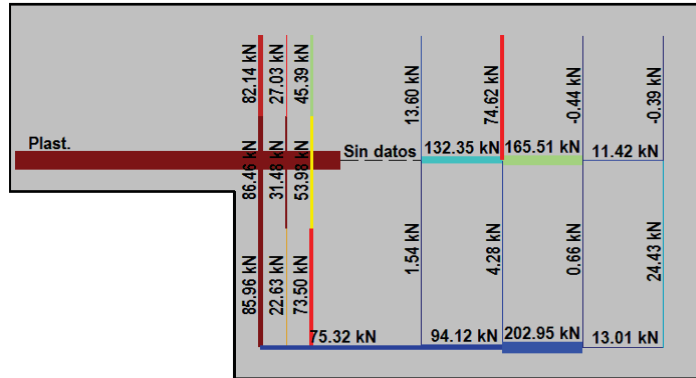 82.14 kN
27.03 kN
45.39 kN
13.60 kN
74.62 kN
-0.44 kN
-0.39 kN
Plast.
Sin datos
132.35 kN
165.51 kN
11.42 kN
86.46 kN
31.48 kN
53.98 kN
1.54 kN
4.28 kN
0.66 kN
24.43 kN
85.96 kN
22.63 kN
73.50 kN
75.32 kN
94.12 kN
202.95 kN
13.01 kN